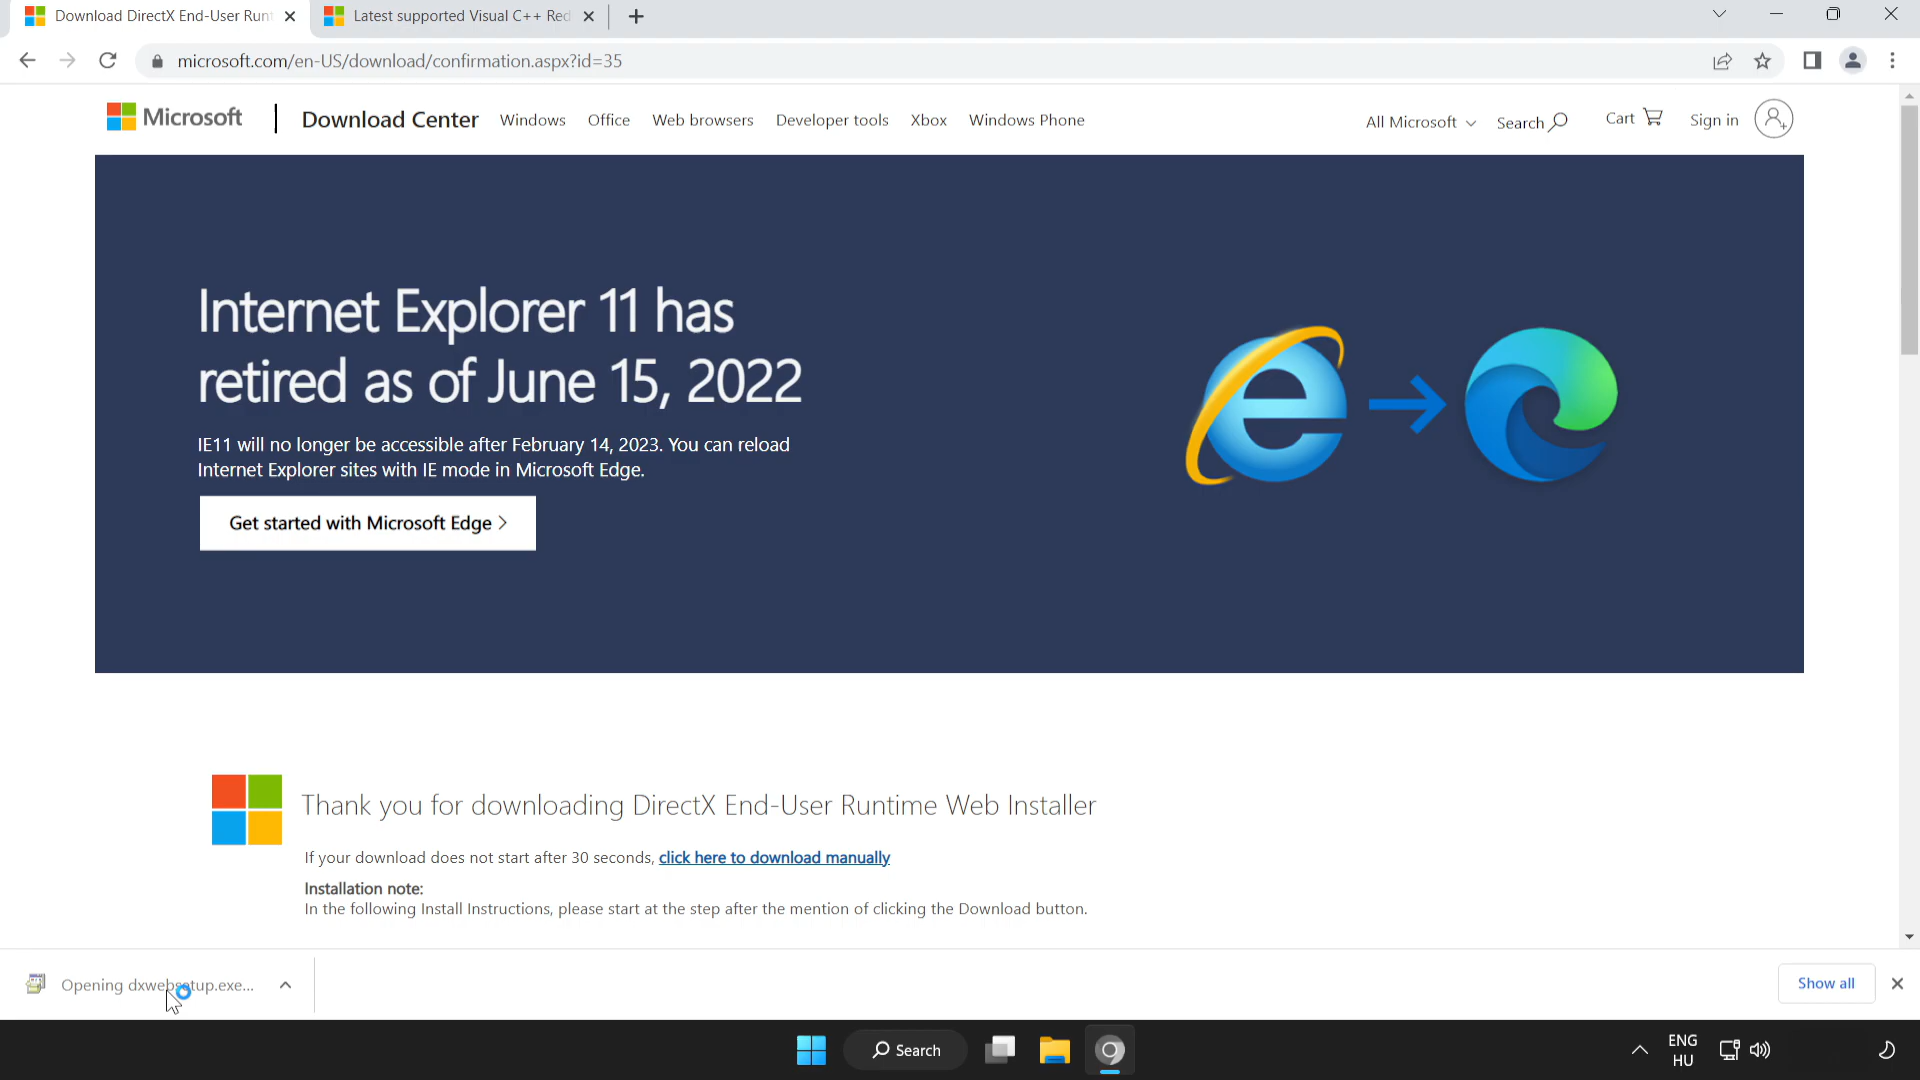 Download DirectX End-User Runt
Latest supported Visual C++ Red
microsoft.com/en-US/download/confirmation.aspx?id=35
Microsoft
Download Center
Windows
Office
Web browsers
Developer tools
Xbox
Windows Phone
All Microsoft
Search
Cart
Sign in
Internet Explorer 11 has
retired as of June 15, 2022
IE11 will no longer be accessible after February 14, 2023. You can reload
Internet Explorer sites with IE mode in Microsoft Edge.
Get started with Microsoft Edge >
Thank you for downloading DirectX End-User Runtime Web Installer
If your download does not start after 30 seconds, click here to download manually
Installation note:
In the following Install Instructions, please start at the step after the mention of clicking the Download button.
Opening dxwebsetup.exe...
Show all
Search
ENG
HU